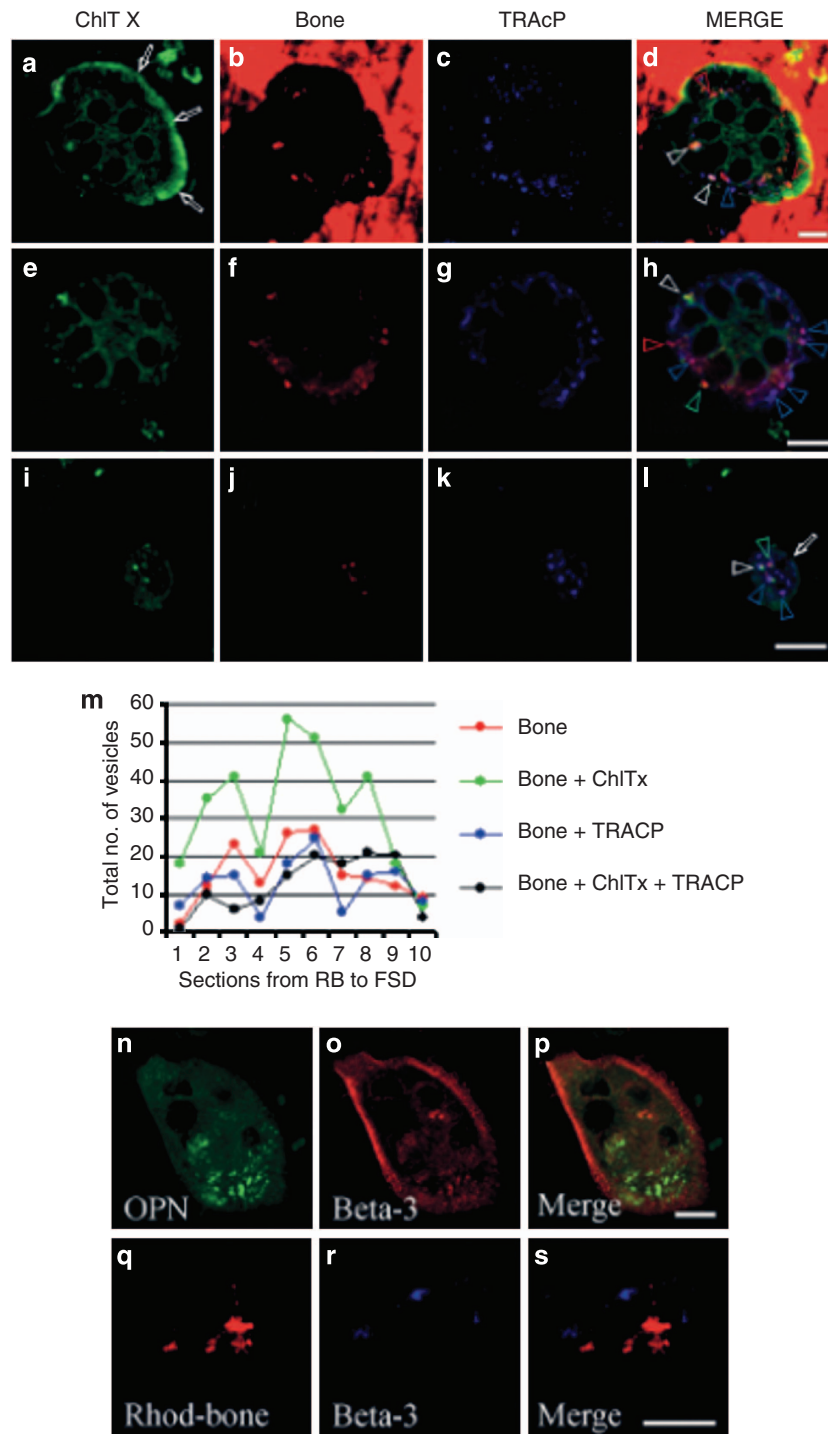 ChIT X Bone TRAcP MERGE
a b c d
e f g h
i j k l
m
Total no. of vesicles
60
50
40
30
20
10
0
1 2 3 4 5 6 7 8 9 10
Sections from RB to FSD
Bone
Bone + ChlTx
Bone + TRACP
Bone + ChlTx + TRACP
n o p
OPN Beta-3 Merge
q r s
Rhod-bone Beta-3 Merge